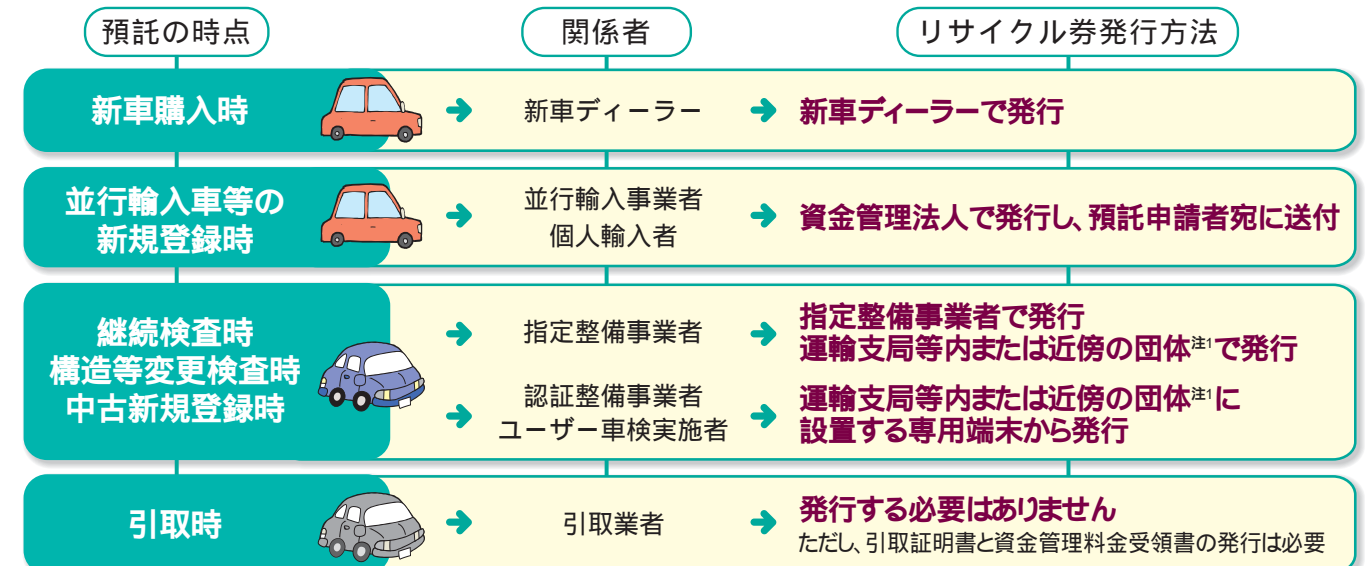 預託の時点
関係者
リサイクル券発行方法
新車購入時
新車ディーラー
新車ディーラーで発行
並行輸入車等の
新規登録時
並行輸入事業者
個人輸入者
資金管理法人で発行し、預託申請者宛に送付
継続検査時
構造等変更検査時
中古新規登録時
指定整備事業者
指定整備事業者で発行
運輸支局等内または近傍の団体注1で発行
認証整備事業者
ユーザー車検実施者
運輸支局等内または近傍の団体注1に
設置する専用端末から発行
引取時
引取業者
発行する必要はありません
ただし、引取証明書と資金管理料金受領書の発行は必要